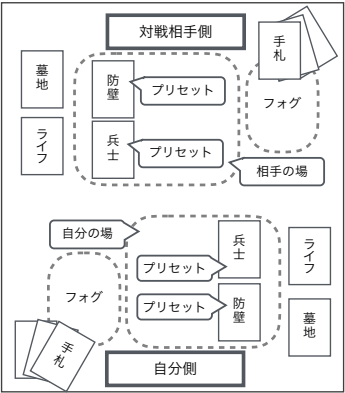 対戦相手側
手札
墓地
防壁
プリセット
フォグ
ライフ
兵士
プリセット
相手の場
自分の場
兵士
ライフ
プリセット
フォグ
防壁
プリセット
墓地
手札
自分側